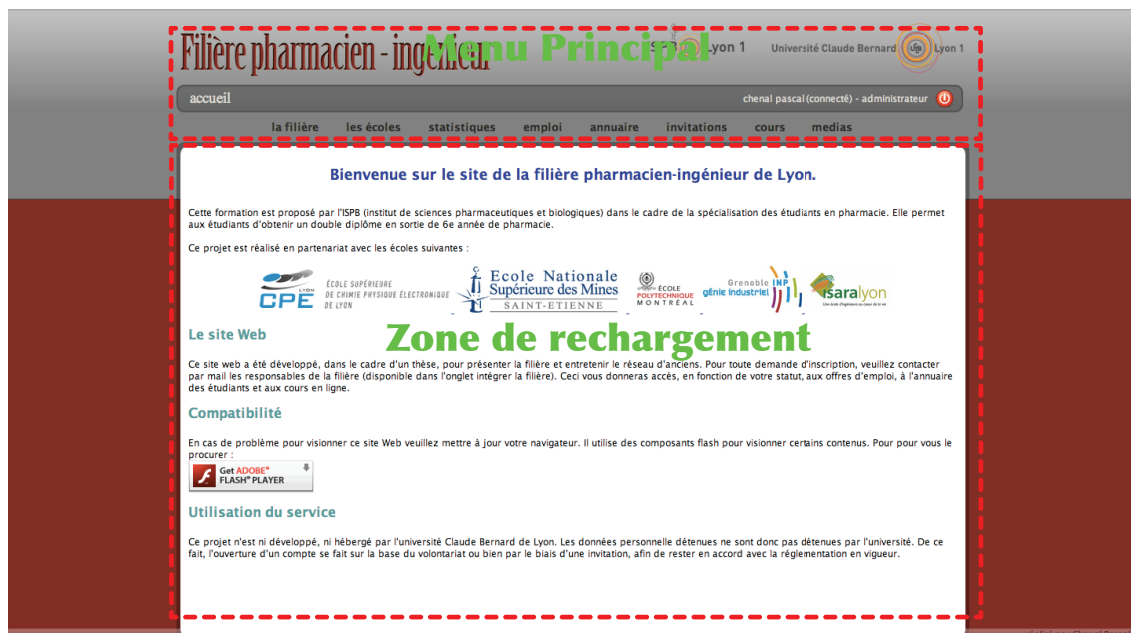 Filière pharmacien - ingénieur
Menu Principal
ISPB Lyon 1 Université Claude Bernard UCB Lyon 1
accueil
chenal pascal(connecté) - administrateur
la filière les écoles statistiques emploi annuaire invitations cours medias
Bienvenue sur le site de la filière pharmacien-ingénieur de Lyon.
Cette formation est proposé par l'ISPB (institut de sciences pharmaceutiques et biologiques) dans le cadre de la spécialisation des étudiants en pharmacie. Elle permet
aux étudiants d'obtenir un double diplôme en sortie de 6e année de pharmacie.
Ce projet est réalisé en partenariat avec les écoles suivantes :
CPE LYON
ÉCOLE SUPÉRIEURE
DE CHIMIE PHYSIQUE ÉLECTRONIQUE
DE LYON
Ecole Nationale
Supérieure des Mines
SAINT-ETIENNE
ÉCOLE
POLYTECHNIQUE
MONTRÉAL
Grenoble INP
génie industriel
isaralyon
Zone de rechargement
Le site Web
Ce site web a été développé, dans le cadre d'un thèse, pour présenter la filière et entretenir le réseau d'anciens. Pour toute demande d'inscription, veuillez contacter
par mail les responsables de la filière (disponible dans l'onglet intégrer la filière). Ceci vous donneras accès, en fonction de votre statut, aux offres d'emploi, à l'annuaire
des étudiants et aux cours en ligne.
Compatibilité
En cas de problème pour visionner ce site Web veuillez mettre à jour votre navigateur. Il utilise des composants flash pour visionner certains contenus. Pour pour vous le
procurer :
Get ADOBE®
FLASH® PLAYER
Utilisation du service
Ce projet n'est ni développé, ni hébergé par l'université Claude Bernard de Lyon. Les données personnelle détenues ne sont donc pas détenues par l'université. De ce
fait, l'ouverture d'un compte se fait sur la base du volontariat ou bien par le biais d'une invitation, afin de rester en accord avec la réglementation en vigueur.